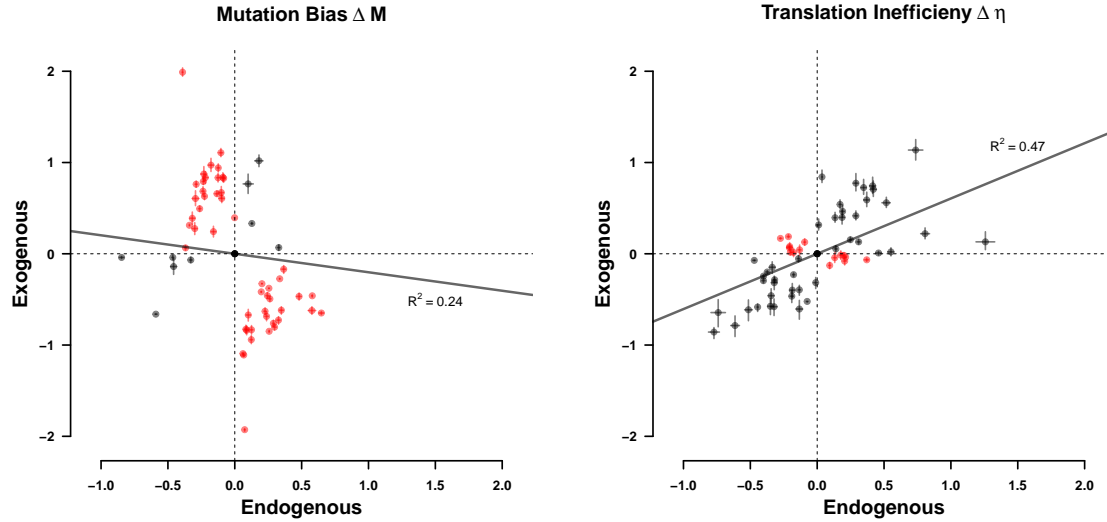 Mutation Bias Δ M
Exogenous
2
1
0
−1
−2
R² = 0.24
−1.0 −0.5 0.0 0.5 1.0 1.5 2.0
Endogenous
Translation Inefficieny Δ η
Exogenous
2
1
0
−1
−2
R² = 0.47
−1.0 −0.5 0.0 0.5 1.0 1.5 2.0
Endogenous